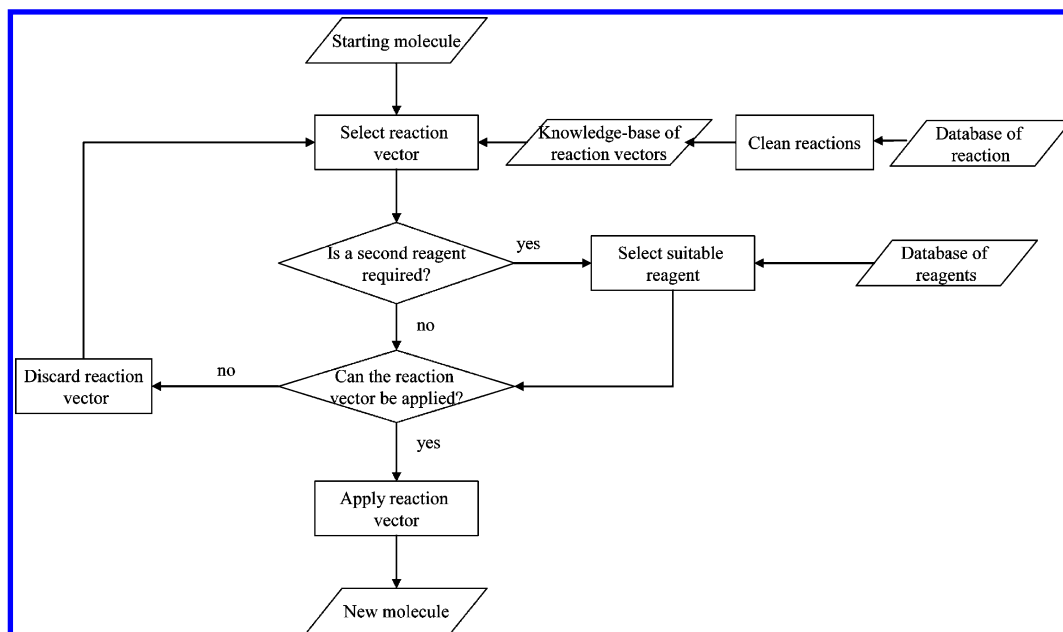 Starting molecule
Select reaction
vector
Knowledge-base of
reaction vectors
Clean reactions
Database of
reaction
Is a second reagent
required?
yes
Select suitable
reagent
Database of
reagents
no
Discard reaction
vector
no
Can the reaction
vector be applied?
yes
Apply reaction
vector
New molecule